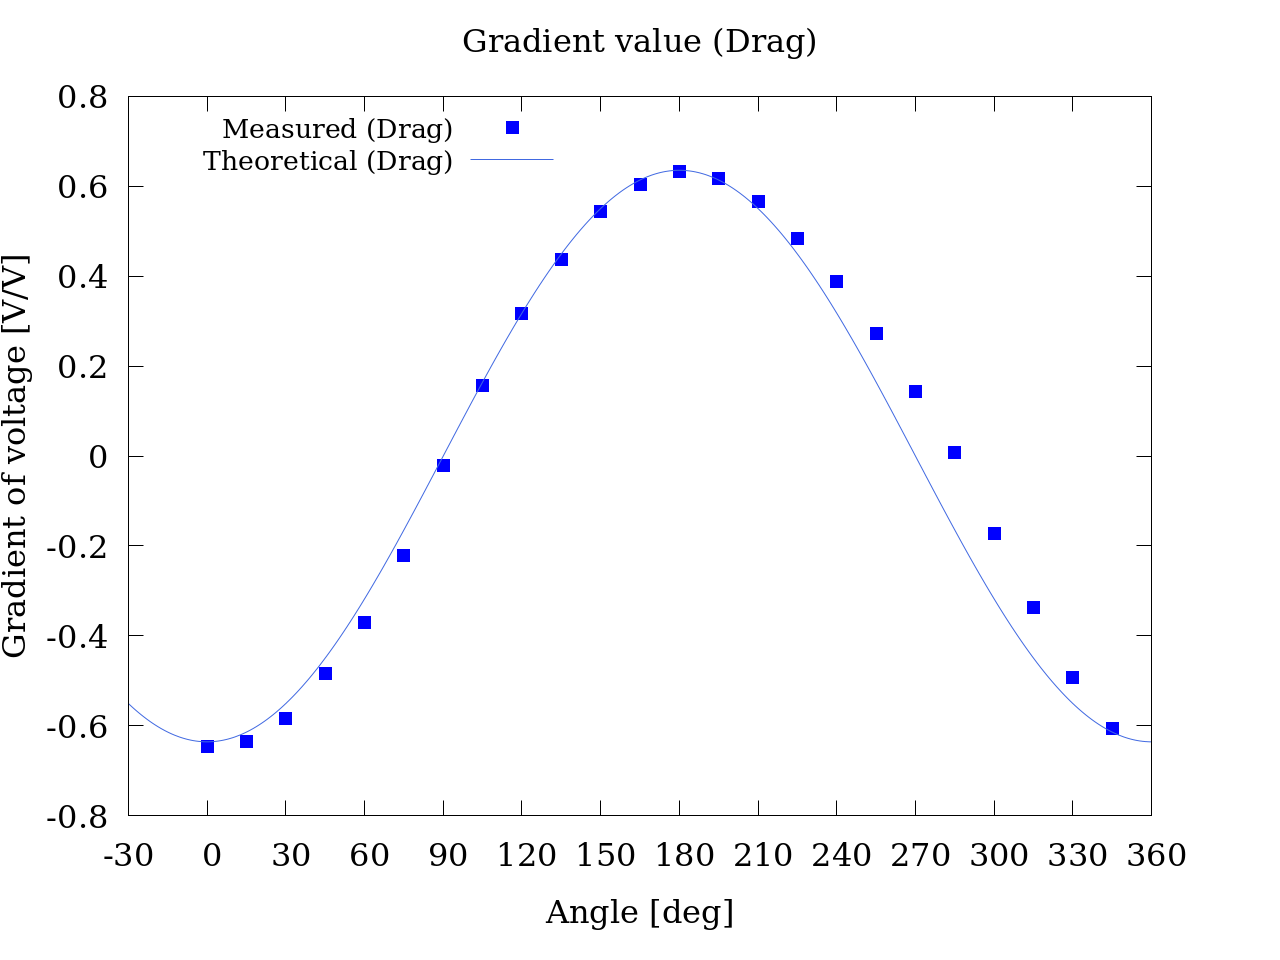 Gradient value (Drag)
Measured (Drag)
Theoretical (Drag)
Gradient of voltage [V/V]
0.8
0.6
0.4
0.2
0
-0.2
-0.4
-0.6
-0.8
-30 0 30 60 90 120 150 180 210 240 270 300 330 360
Angle [deg]